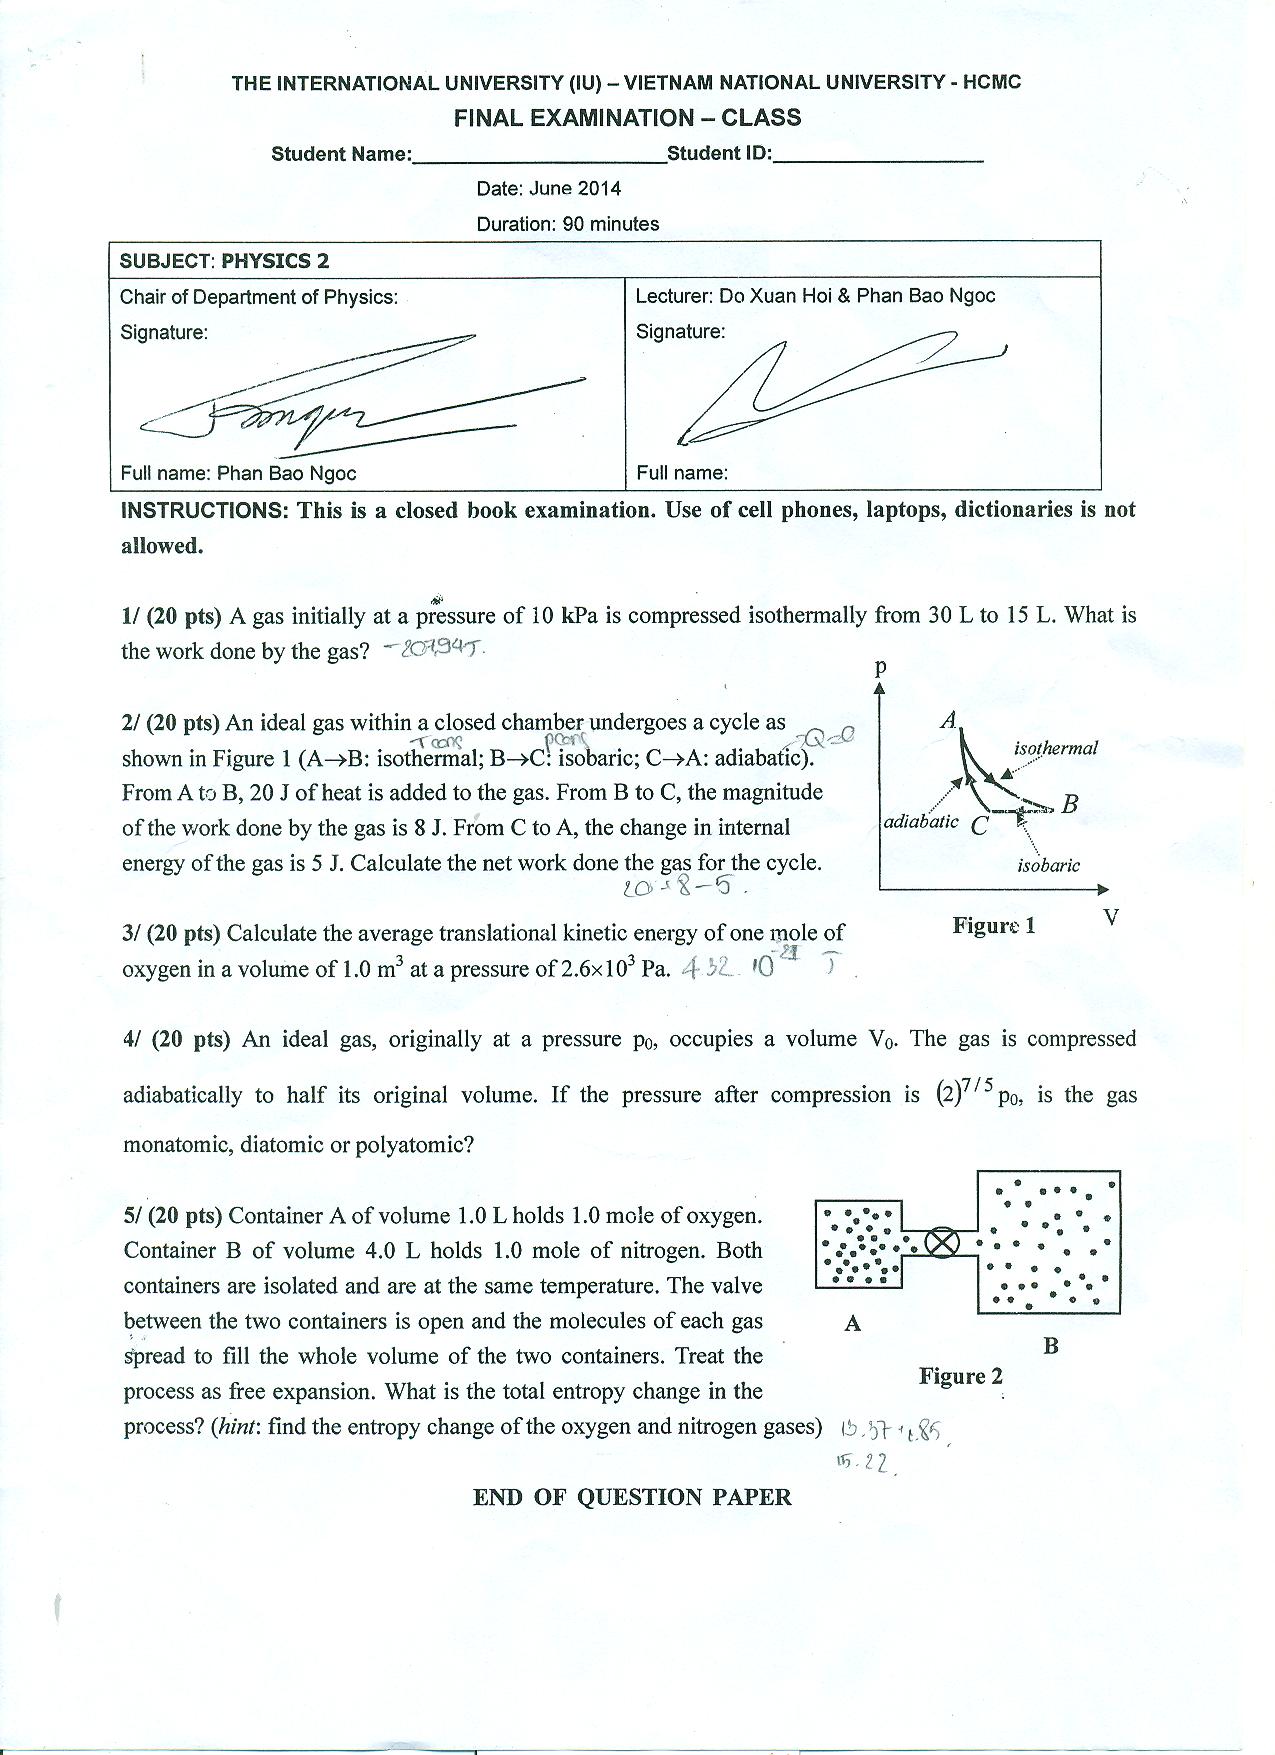 THE INTERNATIONAL UNIVERSITY (IU) – VIETNAM NATIONAL UNIVERSITY - HCMC
FINAL EXAMINATION – CLASS
Student Name:__________ Student ID:__________
Date: June 2014
Duration: 90 minutes
SUBJECT: PHYSICS 2
Chair of Department of Physics:
Signature:
Full name: Phan Bao Ngoc
Lecturer: Do Xuan Hoi & Phan Bao Ngoc
Signature:
Full name:
INSTRUCTIONS: This is a closed book examination. Use of cell phones, laptops, dictionaries is not
allowed.
1/ (20 pts) A gas initially at a pressure of 10 kPa is compressed isothermally from 30 L to 15 L. What is
the work done by the gas? -207,94J.
2/ (20 pts) An ideal gas within a closed chamber undergoes a cycle as
T cons pcons Q=0
shown in Figure 1 (A→B: isothermal; B→C: isobaric; C→A: adiabatic).
From A to B, 20 J of heat is added to the gas. From B to C, the magnitude
of the work done by the gas is 8 J. From C to A, the change in internal
energy of the gas is 5 J. Calculate the net work done the gas for the cycle.
20-8-5.
p
A
isothermal
B
adiabatic C
isobaric
V
Figure 1
3/ (20 pts) Calculate the average translational kinetic energy of one mole of
oxygen in a volume of 1.0 m³ at a pressure of 2.6×10³ Pa.
4/ (20 pts) An ideal gas, originally at a pressure p₀, occupies a volume V₀. The gas is compressed
adiabatically to half its original volume. If the pressure after compression is (2)^7/5 p₀, is the gas
monatomic, diatomic or polyatomic?
5/ (20 pts) Container A of volume 1.0 L holds 1.0 mole of oxygen.
Container B of volume 4.0 L holds 1.0 mole of nitrogen. Both
containers are isolated and are at the same temperature. The valve
between the two containers is open and the molecules of each gas
spread to fill the whole volume of the two containers. Treat the
process as free expansion. What is the total entropy change in the
process? (hint: find the entropy change of the oxygen and nitrogen gases) 13.37+1.85
15.22
A
B
Figure 2
END OF QUESTION PAPER